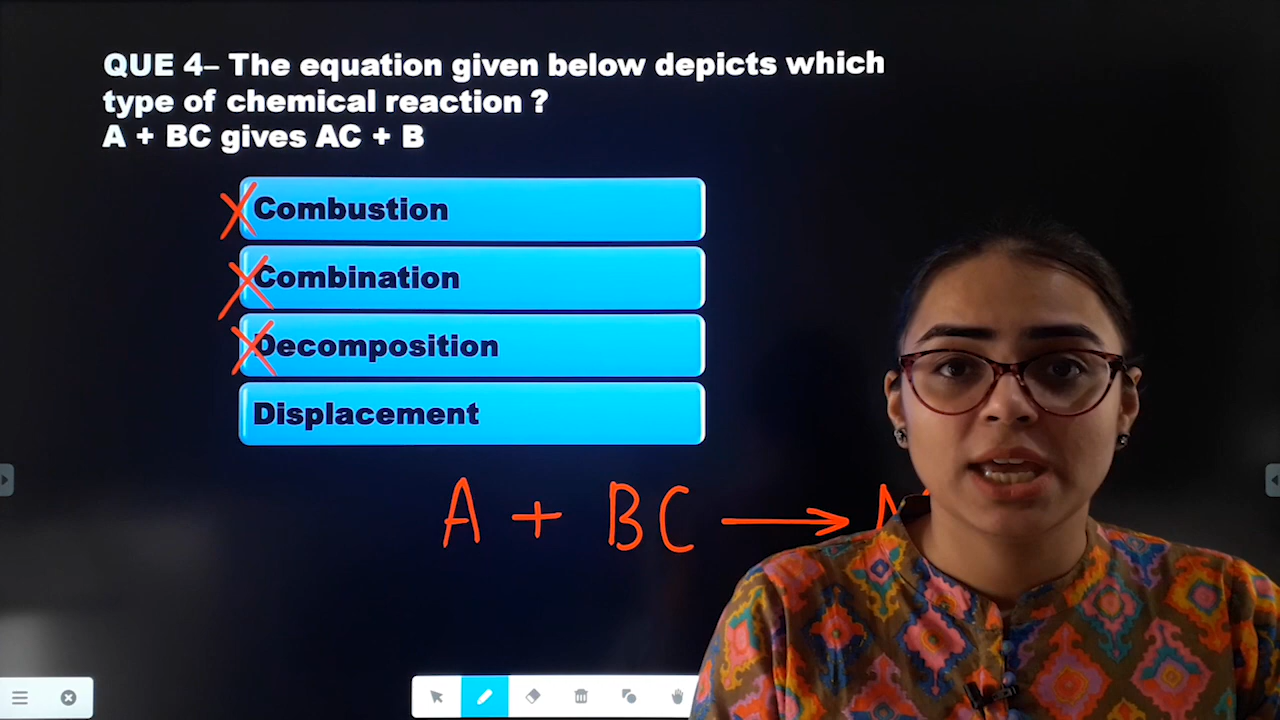 QUE 4– The equation given below depicts which
type of chemical reaction ?
A + BC gives AC + B
Combustion
Combination
Decomposition
Displacement
A + BC → A